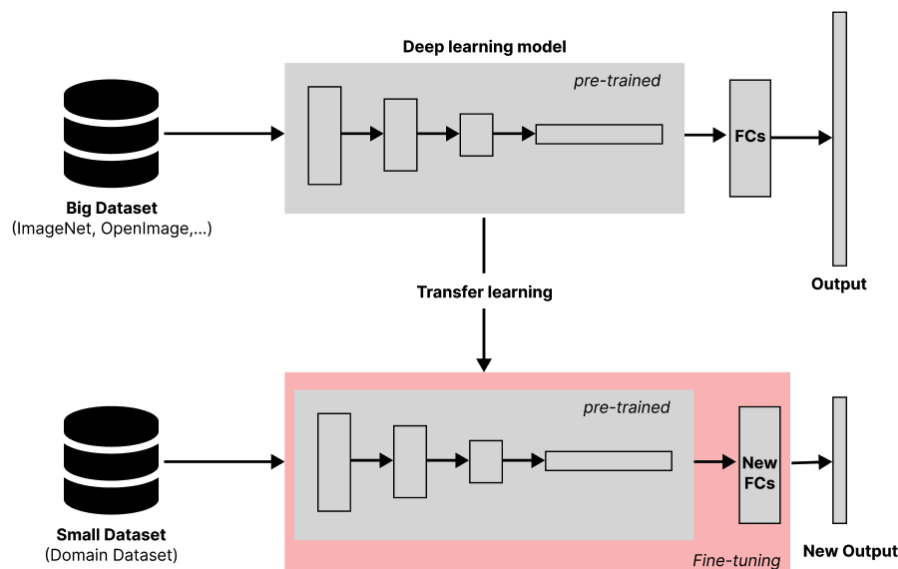 Deep learning model
pre-trained
FCs
Big Dataset
(ImageNet, OpenImage,...)
Output
Transfer learning
pre-trained
New
FCs
Small Dataset
(Domain Dataset)
Fine-tuning
New Output